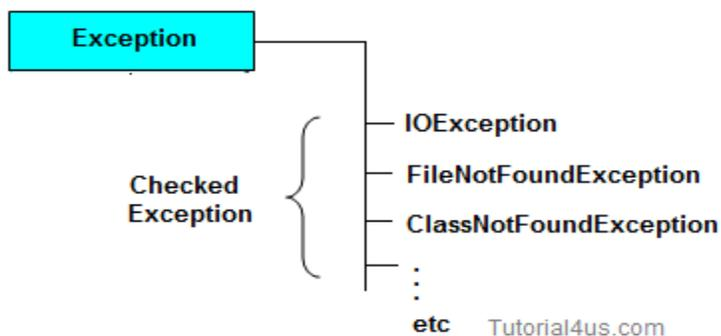 Exception
IOException
FileNotFoundException
ClassNotFoundException
Checked
Exception
etc
Tutorial4us.com